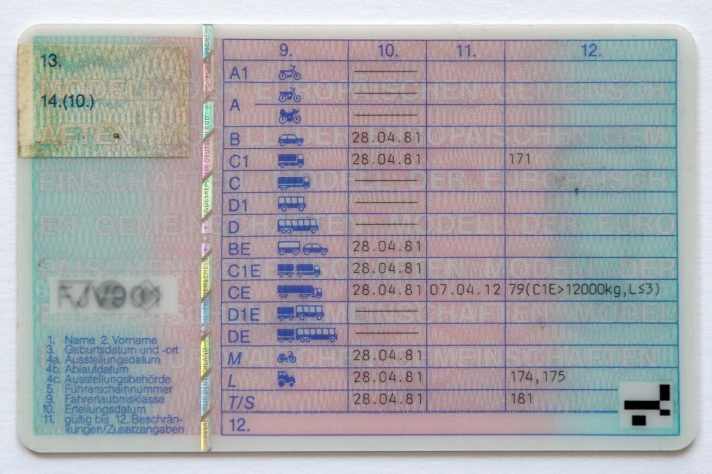 13.
14.(10.)
9. 10. 11. 12.
A1
A
B 28.04.81
C1 28.04.81 171
C
D1
D
BE 28.04.81
C1E 28.04.81
CE 28.04.81 07.04.12 79(C1E>12000kg,L≤3)
D1E
DE
M 28.04.81
L 28.04.81 174,175
T/S 28.04.81 181
12.
1. Name 2. Vorname
3. Geburtsdatum und -ort
4a. Ausstellungsdatum
4b. Ablaufdatum
4c. Ausstellungsbehörde
5. Führerscheinnummer
9. Fahrerlaubnisklasse
10. Erteilungsdatum
11. gültig bis 12. Beschrän-
kungen/Zusatzangaben